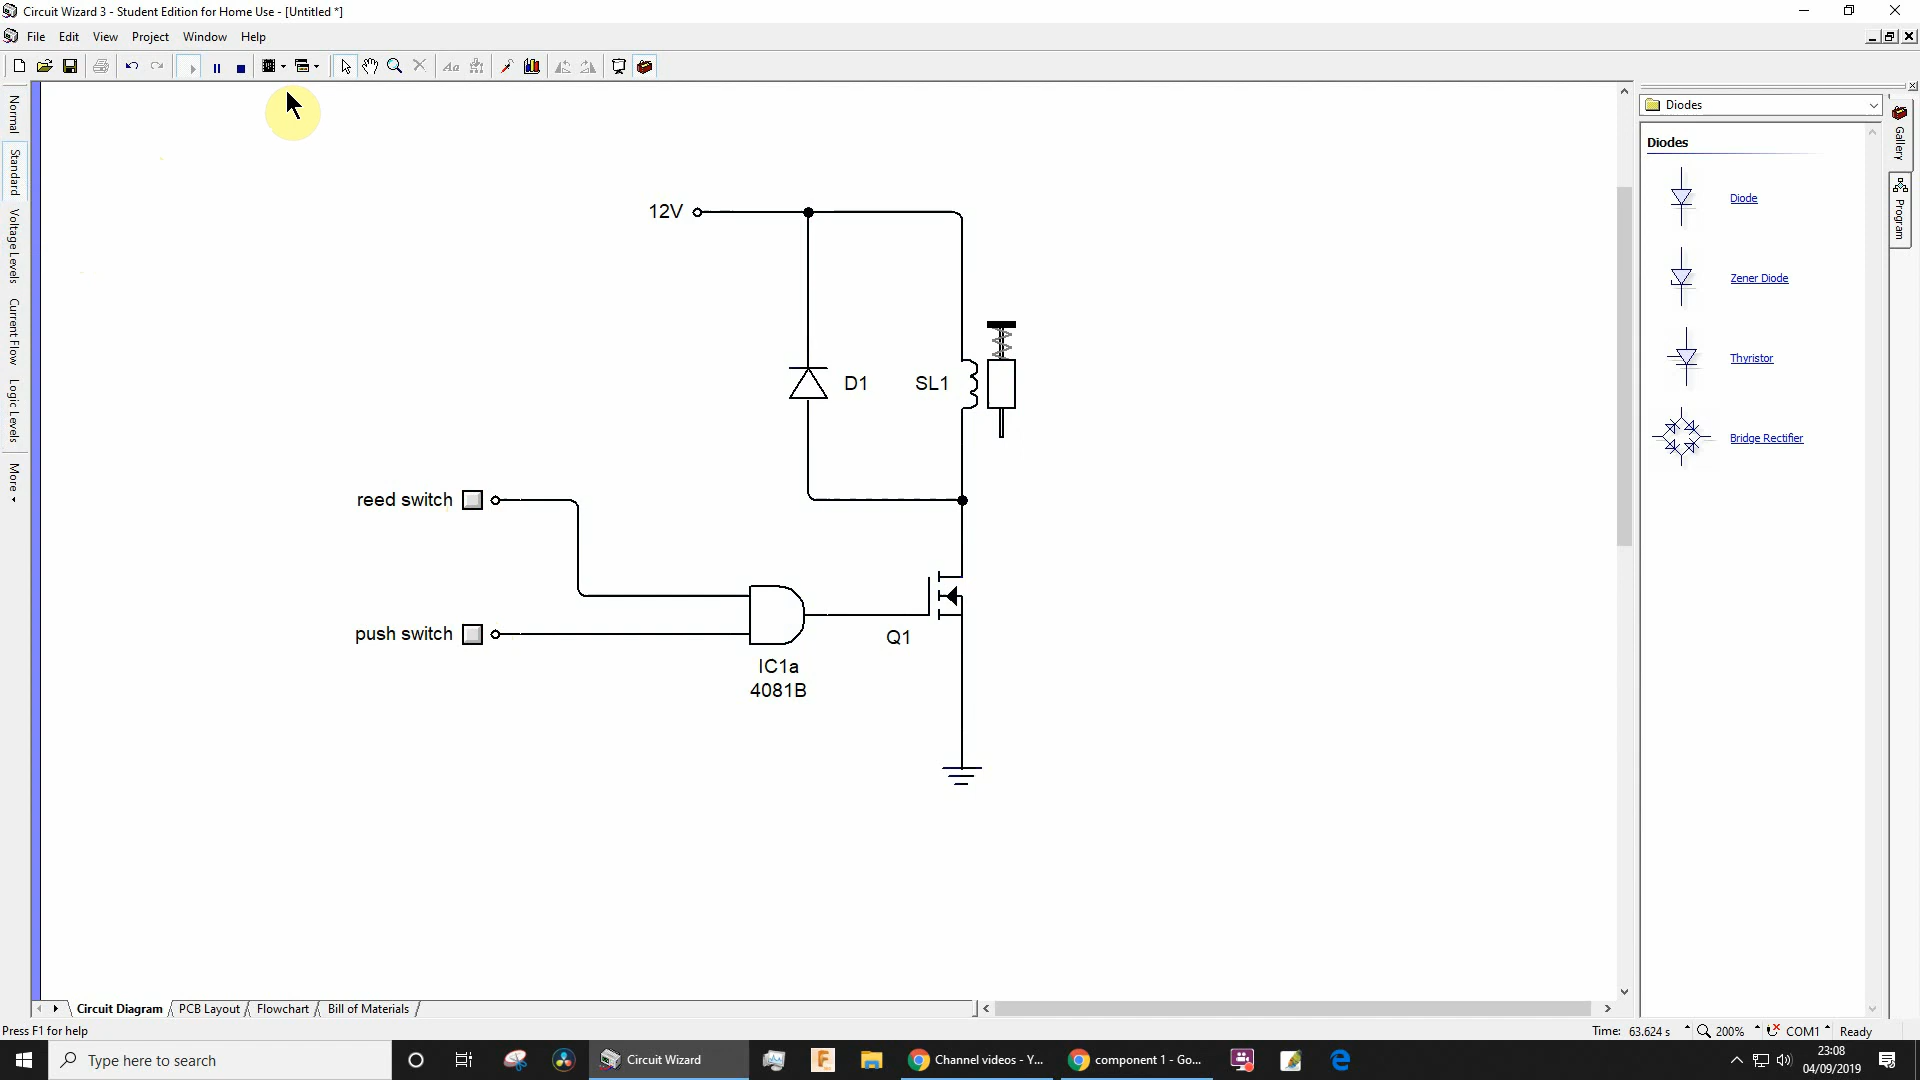 Circuit Wizard 3 - Student Edition for Home Use - [Untitled *]
File Edit View Project Window Help
Aa
Normal
Standard
Voltage Levels
Current Flow
Logic Levels
More
Diodes
Diodes
Diode
Zener Diode
Thyristor
Bridge Rectifier
Gallery
Program
12V
D1
SL1
reed switch
push switch
Q1
IC1a
4081B
Circuit Diagram PCB Layout Flowchart Bill of Materials
Press F1 for help
Time: 63.624 s 200% COM1 Ready
Type here to search
Circuit Wizard
Channel videos - Y...
component 1 - Go...
23:08
04/09/2019